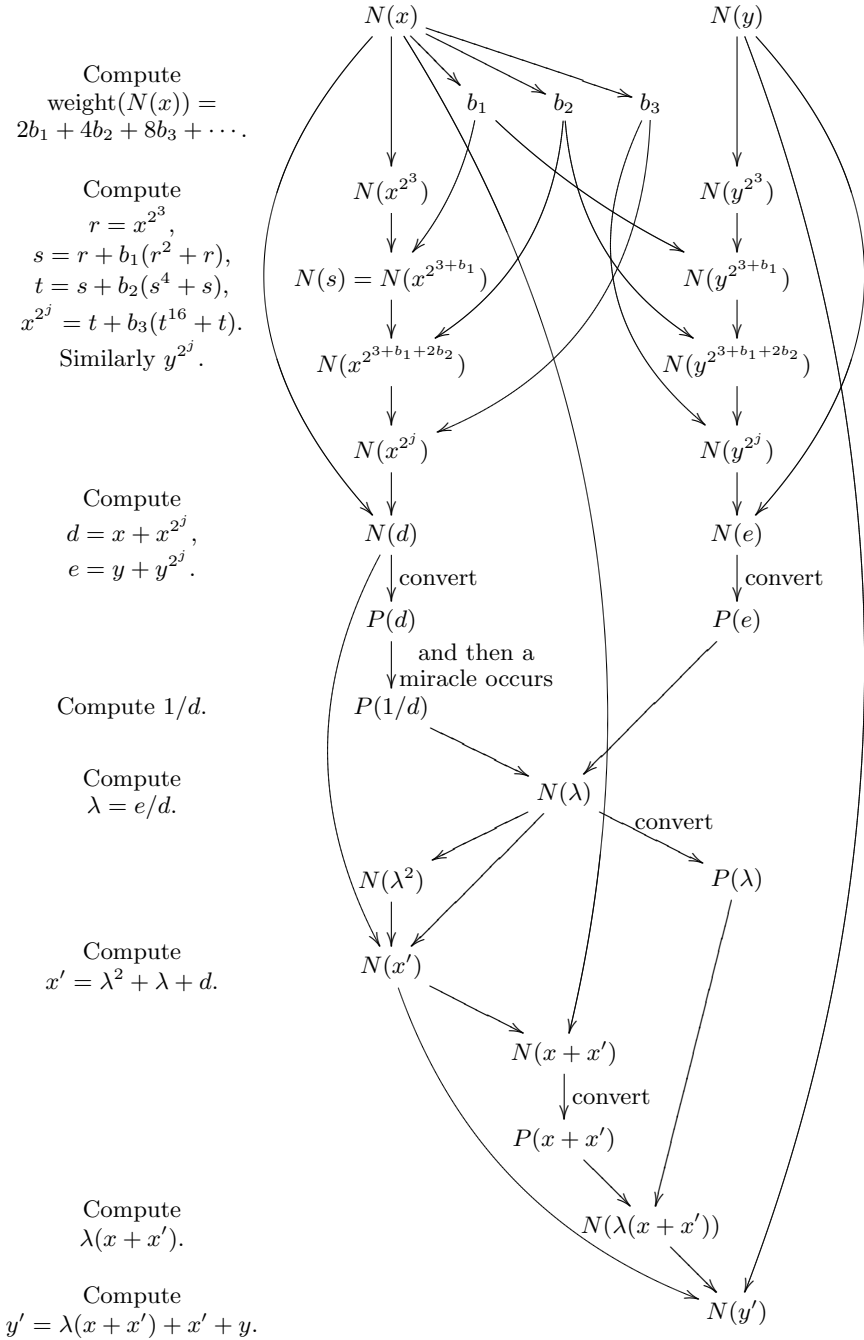 N(x) N(y)
Compute
weight(N(x)) =
2b₁ + 4b₂ + 8b₃ + ⋯.
b₁ b₂ b₃
Compute
r = x^{2^3},
s = r + b₁(r² + r),
t = s + b₂(s⁴ + s),
x^{2^j} = t + b₃(t^{16} + t).
Similarly y^{2^j}.
N(x^{2^3}) N(y^{2^3})
N(s) = N(x^{2^{3+b₁}}) N(y^{2^{3+b₁}})
N(x^{2^{3+b₁+2b₂}}) N(y^{2^{3+b₁+2b₂}})
N(x^{2^j}) N(y^{2^j})
Compute
d = x + x^{2^j},
e = y + y^{2^j}.
N(d) N(e)
convert convert
P(d) P(e)
and then a
miracle occurs
Compute 1/d.
P(1/d)
Compute
λ = e/d.
N(λ)
convert
N(λ²) P(λ)
Compute
x′ = λ² + λ + d.
N(x′)
N(x + x′)
convert
P(x + x′)
Compute
λ(x + x′).
N(λ(x + x′))
Compute
y′ = λ(x + x′) + x′ + y.
N(y′)